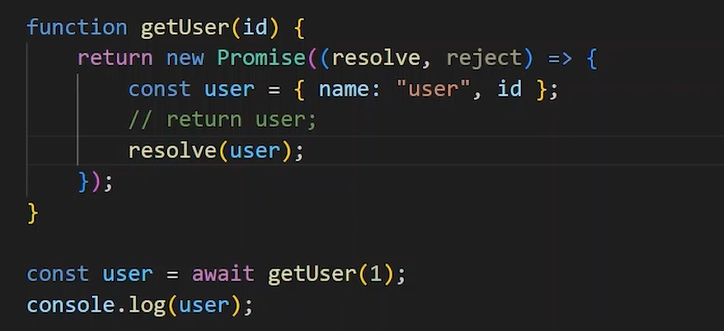 function getUser(id) {
    return new Promise((resolve, reject) => {
        const user = { name: "user", id };
        // return user;
        resolve(user);
    });
}

const user = await getUser(1);
console.log(user);